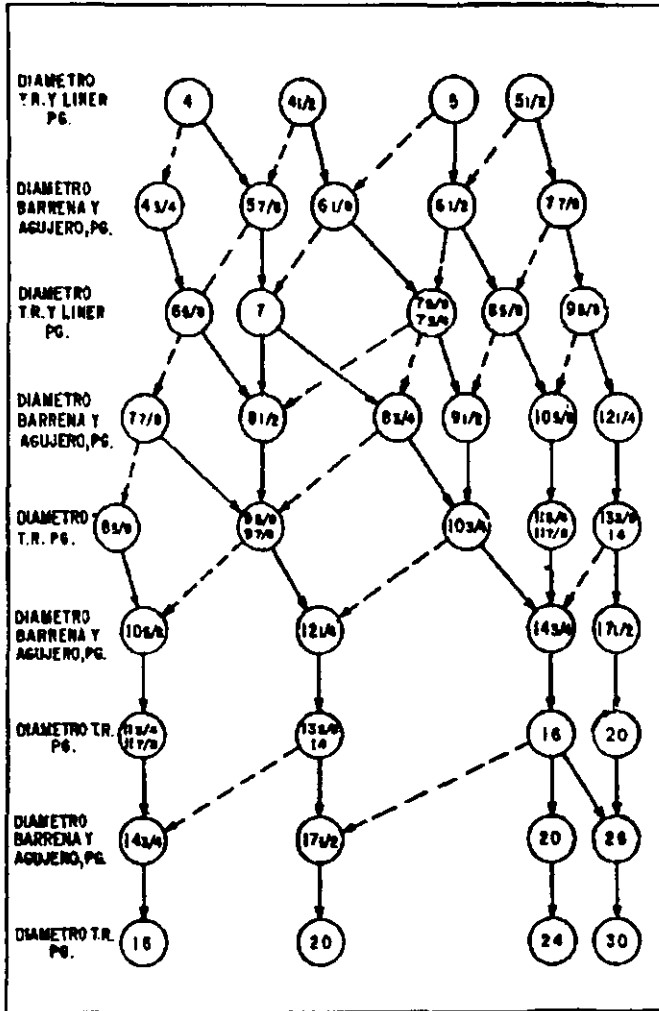 DIAMETRO
T.R. Y LINER
PG.
4
4 1/2
5
5 1/2
DIAMETRO
BARRENA Y
AGUJERO, PG.
4 3/4
5 7/8
6 1/8
6 1/2
7 7/8
DIAMETRO
T.R. Y LINER
PG.
6 5/8
7
7 5/8
7 3/4
8 5/8
9 5/8
DIAMETRO
BARRENA Y
AGUJERO, PG.
7 7/8
8 1/2
8 3/4
9 1/2
10 5/8
12 1/4
DIAMETRO
T.R. PG.
8 5/8
9 5/8
9 7/8
10 3/4
11 3/4
11 7/8
13 3/8
14
DIAMETRO
BARRENA Y
AGUJERO, PG.
12 1/4
14 3/4
17 1/2
DIAMETRO T.R.
PG.
11 3/4
11 7/8
13 3/8
14
16
20
DIAMETRO
BARRENA Y
AGUJERO, PG.
14 3/4
17 1/2
20
26
DIAMETRO T.R.
PG.
16
20
24
30